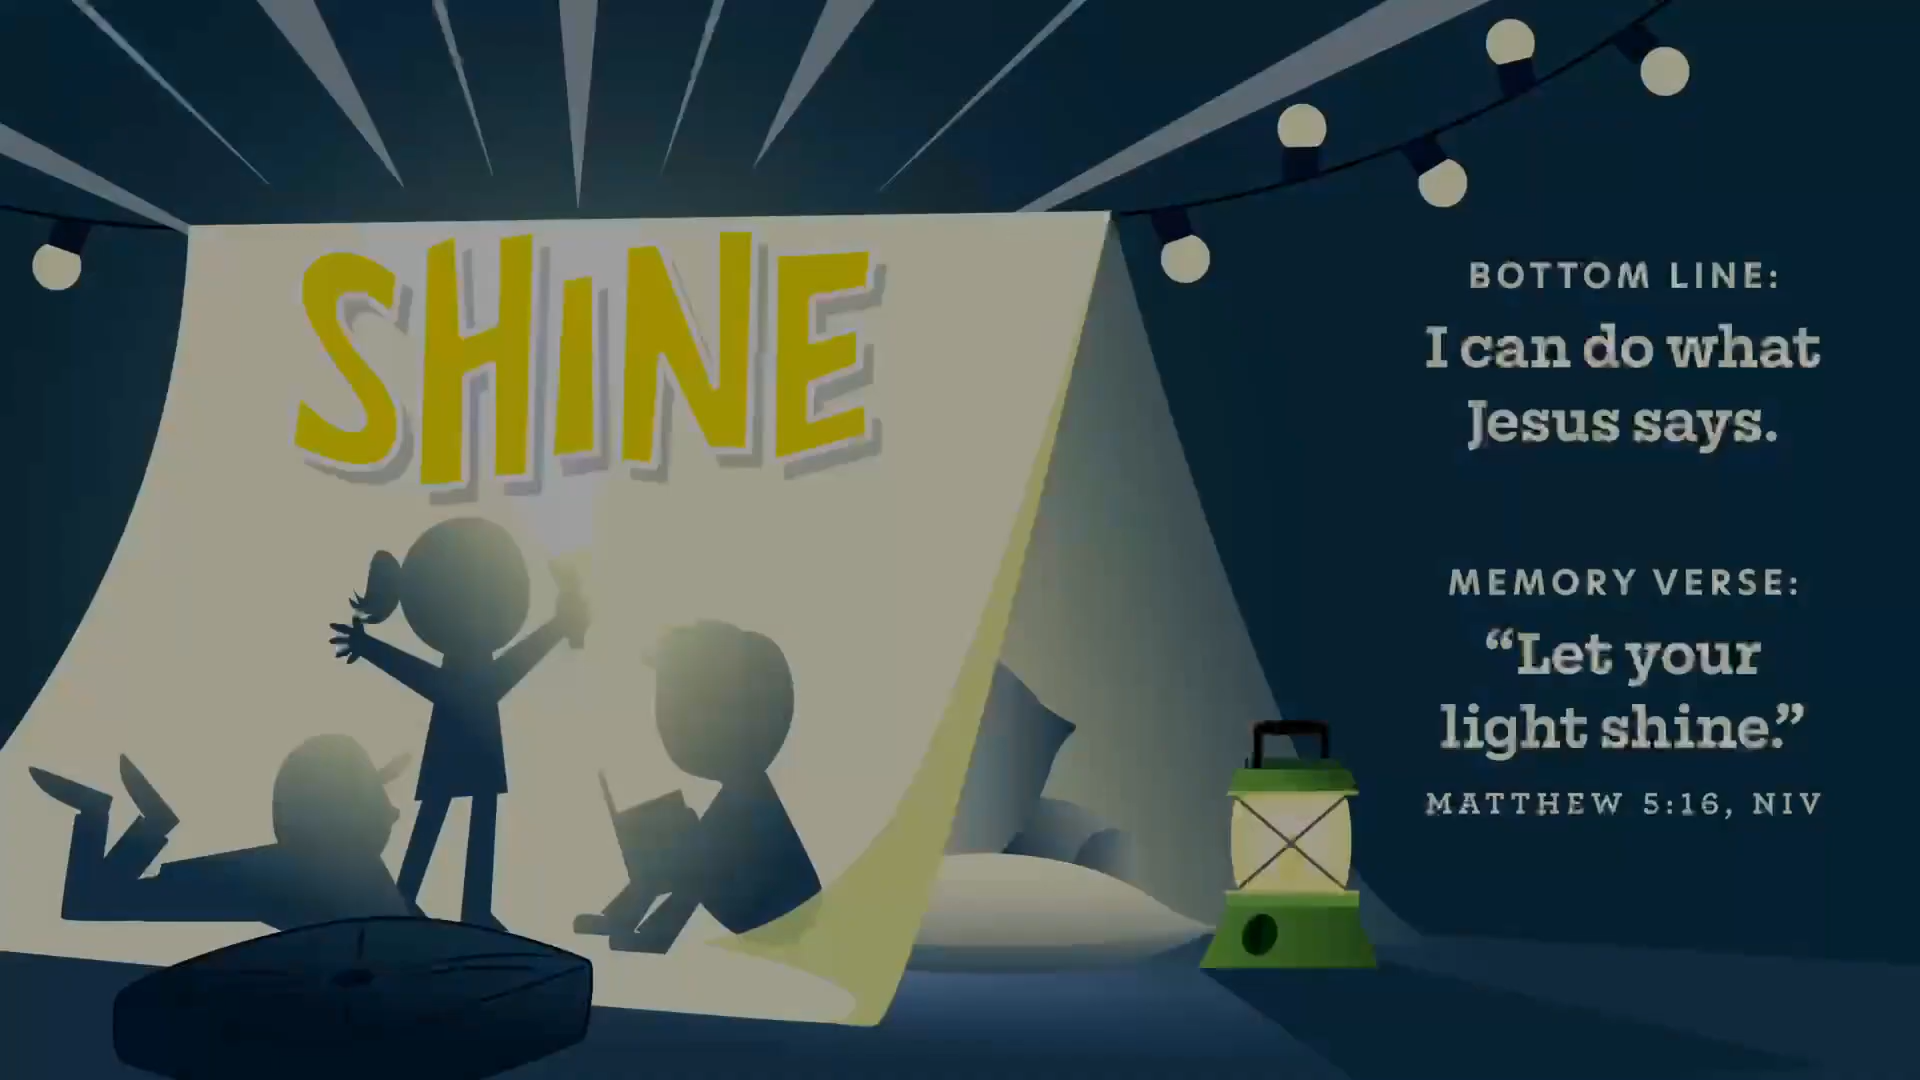 SHINE
BOTTOM LINE:
I can do what
Jesus says.
MEMORY VERSE:
“Let your
light shine.”
MATTHEW 5:16, NIV